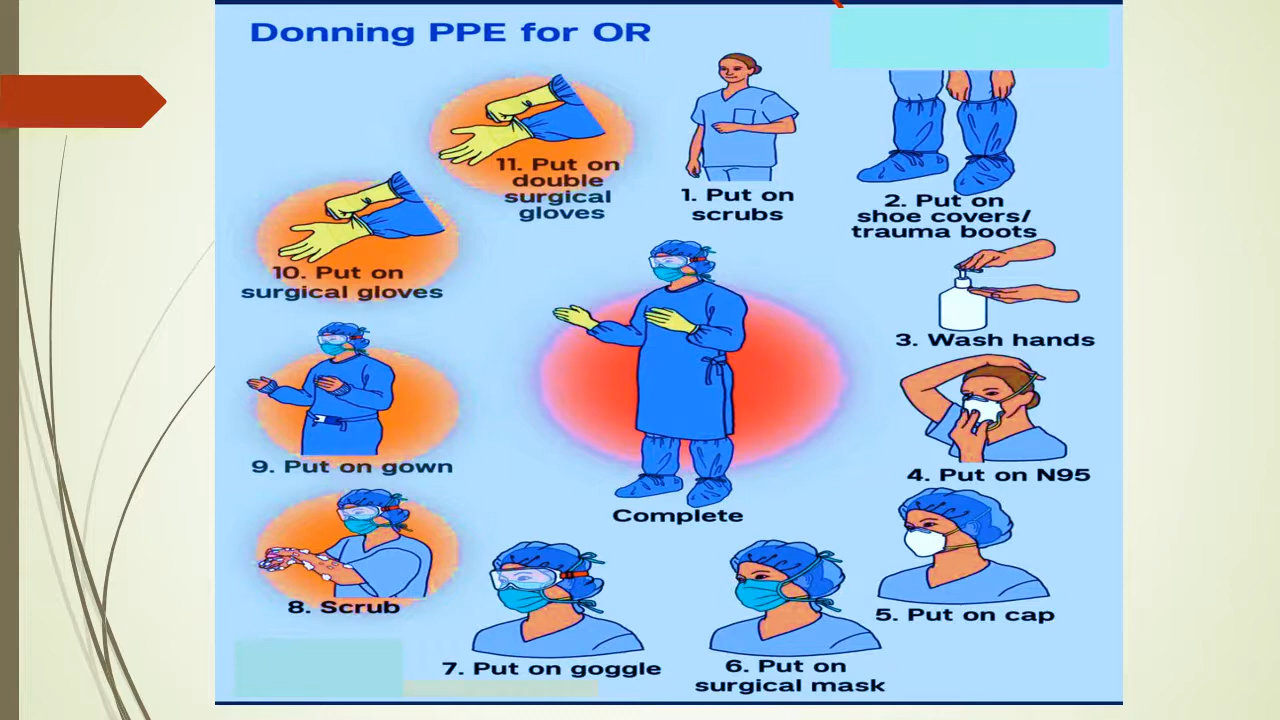 Donning PPE for OR
1. Put on
scrubs
2. Put on
shoe covers/
trauma boots
3. Wash hands
4. Put on N95
5. Put on cap
6. Put on
surgical mask
7. Put on goggle
8. Scrub
9. Put on gown
10. Put on
surgical gloves
11. Put on
double
surgical
gloves
Complete